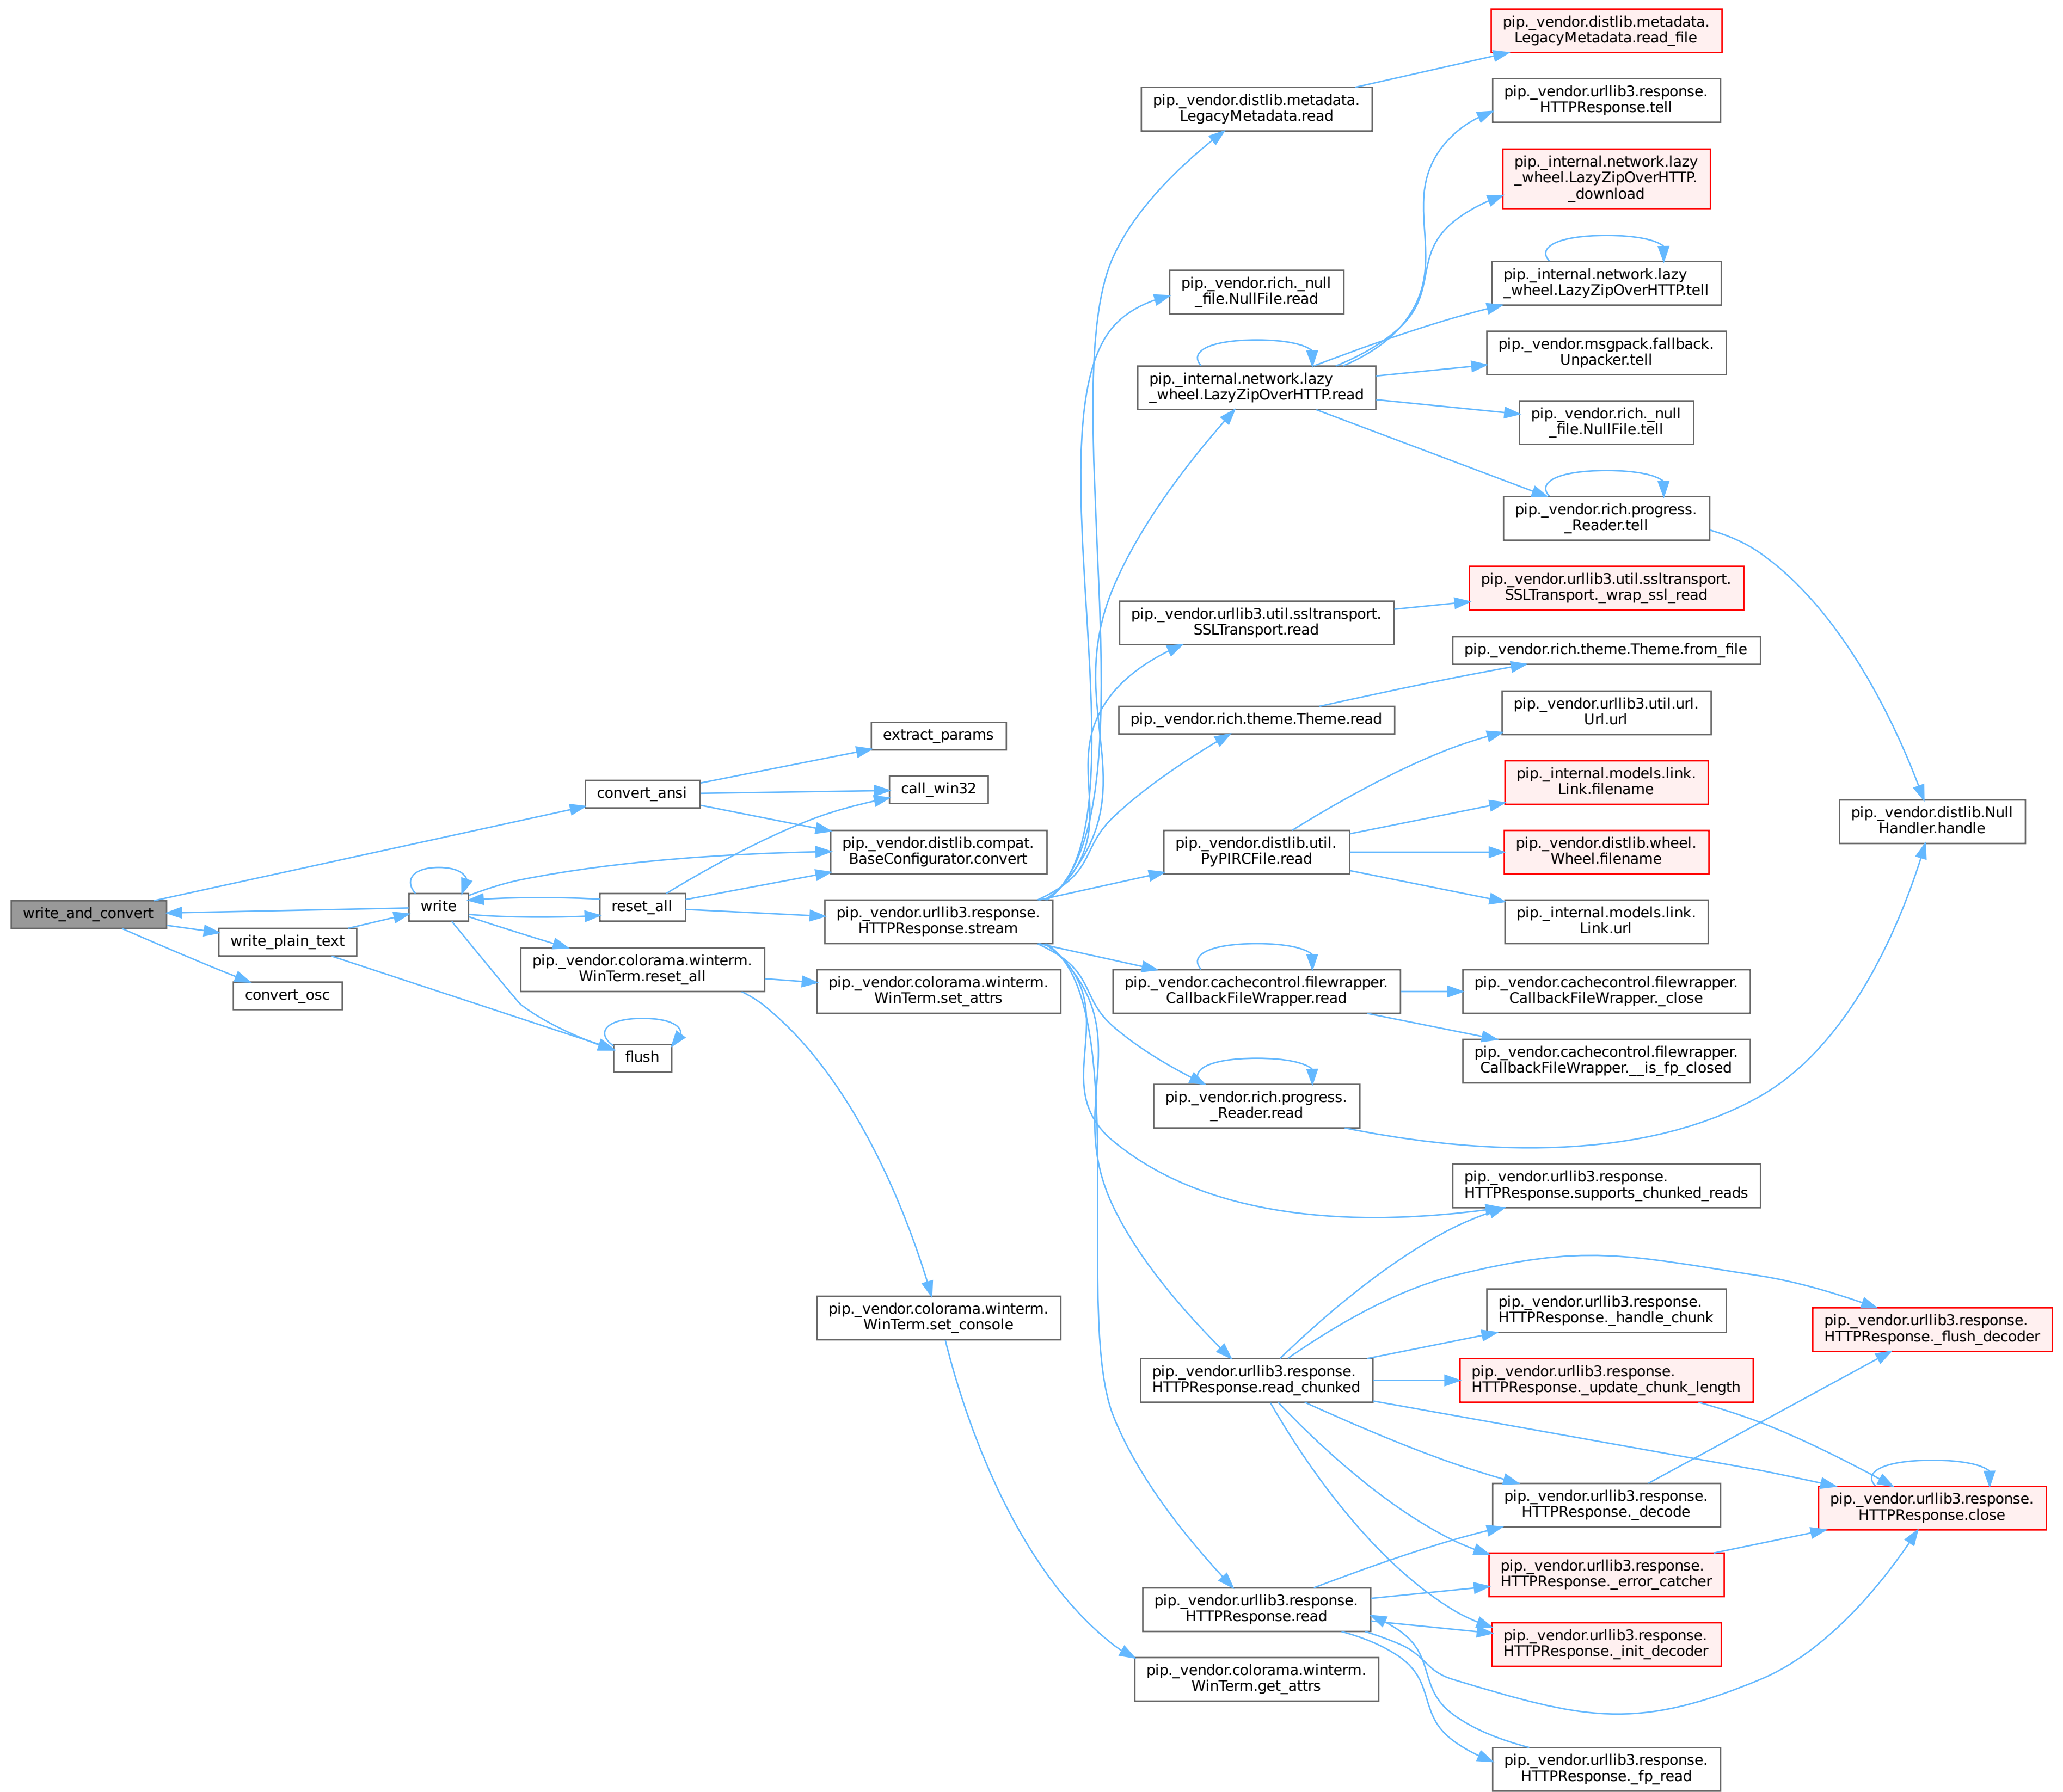 pip._vendor.distlib.metadata.
LegacyMetadata.read_file
pip._vendor.urllib3.response.
HTTPResponse.tell
pip._vendor.distlib.metadata.
LegacyMetadata.read
pip._internal.network.lazy
_wheel.LazyZipOverHTTP.
_download
pip._internal.network.lazy
_wheel.LazyZipOverHTTP.tell
pip._vendor.rich._null
_file.NullFile.read
pip._vendor.msgpack.fallback.
Unpacker.tell
pip._internal.network.lazy
_wheel.LazyZipOverHTTP.read
pip._vendor.rich._null
_file.NullFile.tell
pip._vendor.rich.progress.
_Reader.tell
pip._vendor.urllib3.util.ssltransport.
SSLTransport._wrap_ssl_read
pip._vendor.urllib3.util.ssltransport.
SSLTransport.read
pip._vendor.rich.theme.Theme.from_file
pip._vendor.rich.theme.Theme.read
pip._vendor.urllib3.util.url.
Url.url
extract_params
pip._internal.models.link.
Link.filename
call_win32
convert_ansi
pip._vendor.distlib.Null
Handler.handle
pip._vendor.distlib.compat.
BaseConfigurator.convert
pip._vendor.distlib.util.
PyPIRCFile.read
pip._vendor.distlib.wheel.
Wheel.filename
write_and_convert
write
reset_all
pip._vendor.urllib3.response.
HTTPResponse.stream
pip._internal.models.link.
Link.url
write_plain_text
pip._vendor.colorama.winterm.
WinTerm.reset_all
convert_osc
pip._vendor.colorama.winterm.
WinTerm.set_attrs
pip._vendor.cachecontrol.filewrapper.
CallbackFileWrapper.read
pip._vendor.cachecontrol.filewrapper.
CallbackFileWrapper._close
flush
pip._vendor.cachecontrol.filewrapper.
CallbackFileWrapper.__is_fp_closed
pip._vendor.rich.progress.
_Reader.read
pip._vendor.urllib3.response.
HTTPResponse.supports_chunked_reads
pip._vendor.colorama.winterm.
WinTerm.set_console
pip._vendor.urllib3.response.
HTTPResponse._handle_chunk
pip._vendor.urllib3.response.
HTTPResponse._flush_decoder
pip._vendor.urllib3.response.
HTTPResponse.read_chunked
pip._vendor.urllib3.response.
HTTPResponse._update_chunk_length
pip._vendor.urllib3.response.
HTTPResponse._decode
pip._vendor.urllib3.response.
HTTPResponse.close
pip._vendor.urllib3.response.
HTTPResponse._error_catcher
pip._vendor.urllib3.response.
HTTPResponse.read
pip._vendor.urllib3.response.
HTTPResponse._init_decoder
pip._vendor.colorama.winterm.
WinTerm.get_attrs
pip._vendor.urllib3.response.
HTTPResponse._fp_read